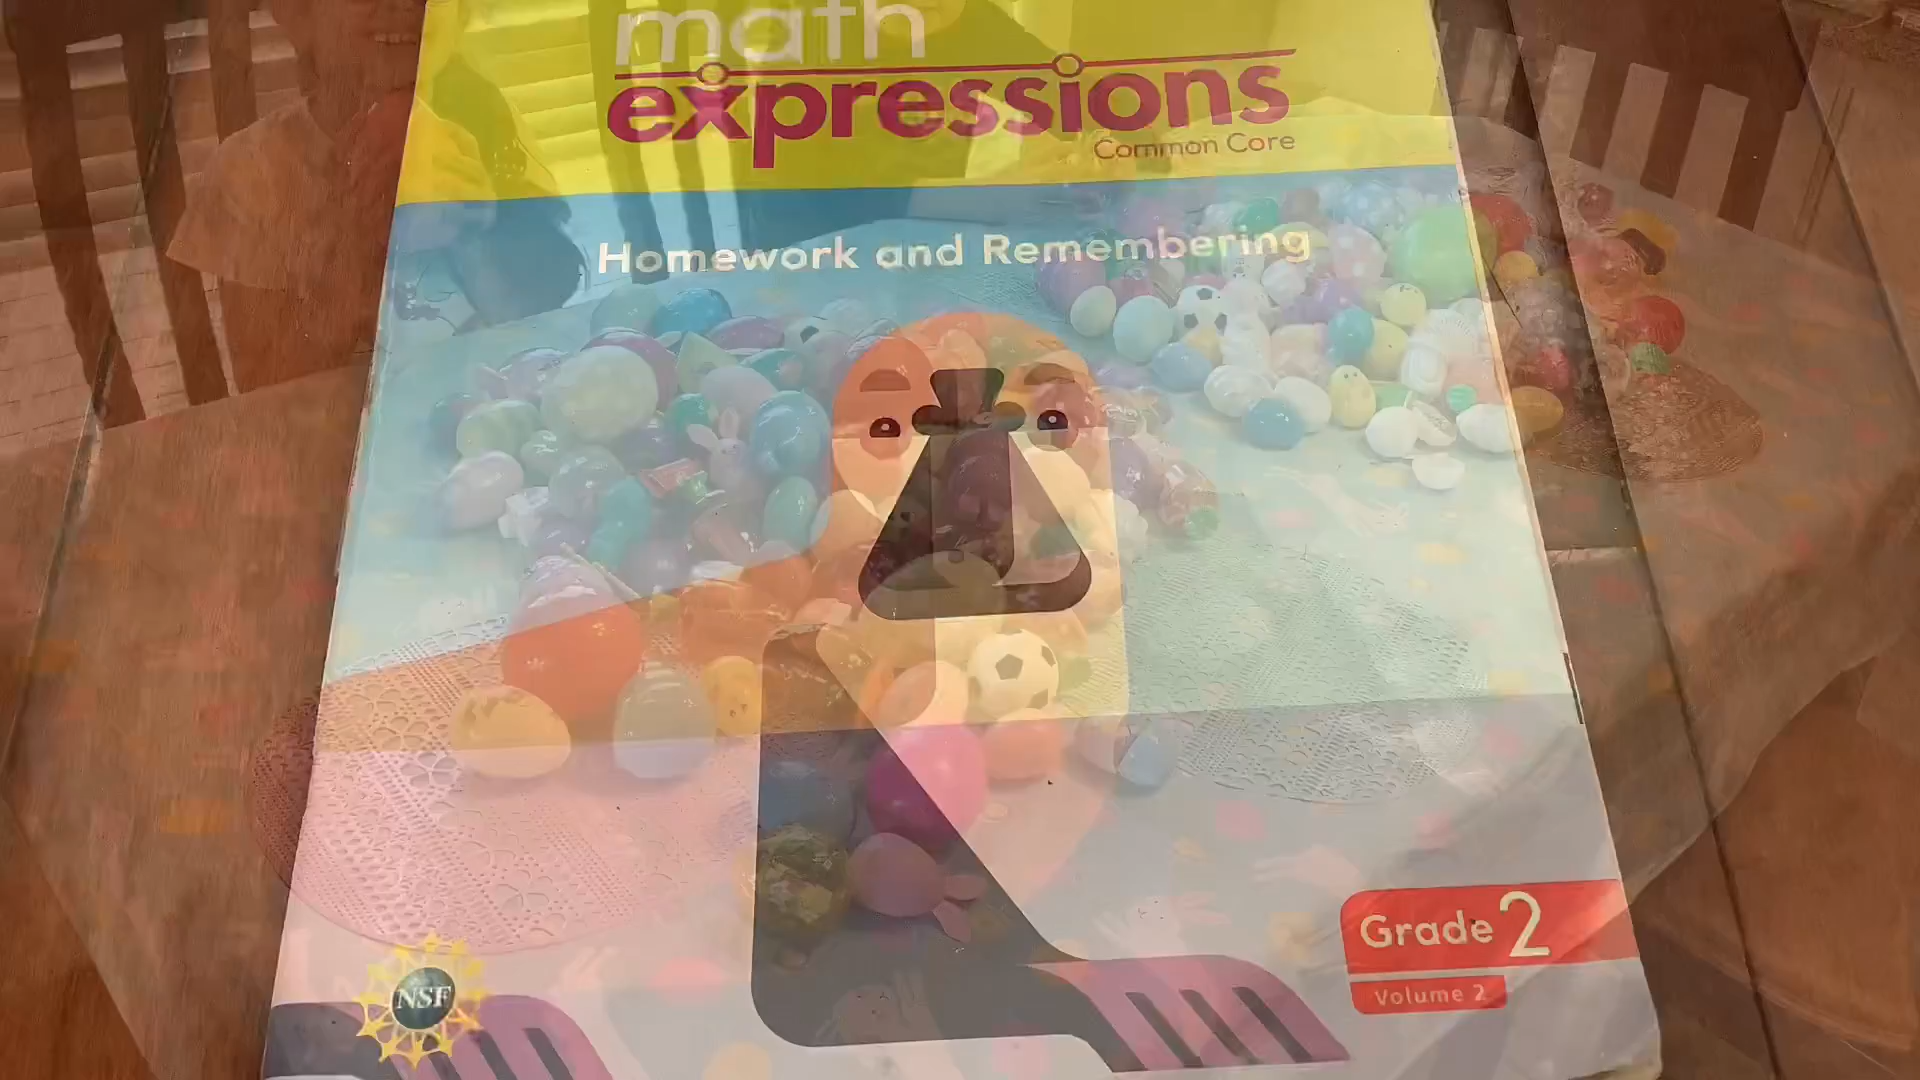 math
expressions
Common Core
Homework and Remembering
Grade 2
Volume 2
NSF